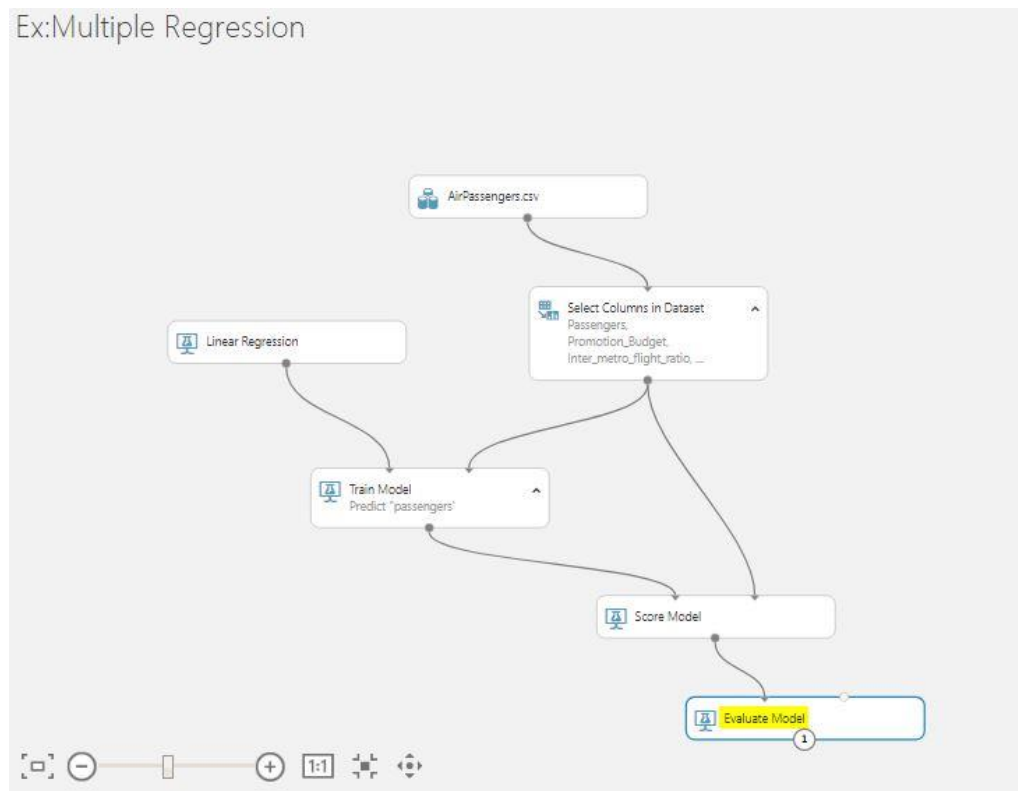 Ex:Multiple Regression
AirPassengers.csv
Select Columns in Dataset
Passengers,
Promotion_Budget,
Inter_metro_flight_ratio, ...
Linear Regression
Train Model
Predict "passengers'
Score Model
Evaluate Model
1
1:1